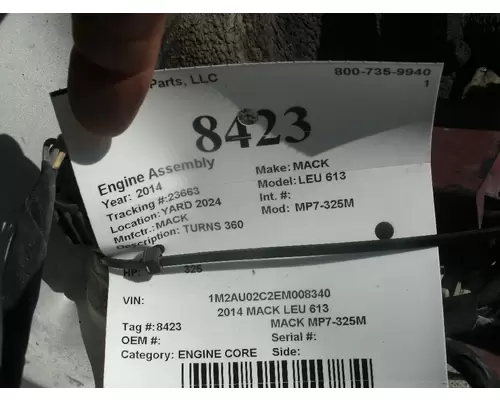 Parts, LLC 800-735-9940
1
8423
Engine Assembly
Year: 2014
Tracking #:23663
Location: YARD 2024
Mnfctr.: MACK
Description: TURNS 360
Make: MACK
Model: LEU 613
Int. #:
Mod: MP7-325M
HP: 325
VIN: 1M2AU02C2EM008340
2014 MACK LEU 613
Tag #: 8423 MACK MP7-325M
OEM #: Serial #:
Category: ENGINE CORE Side: